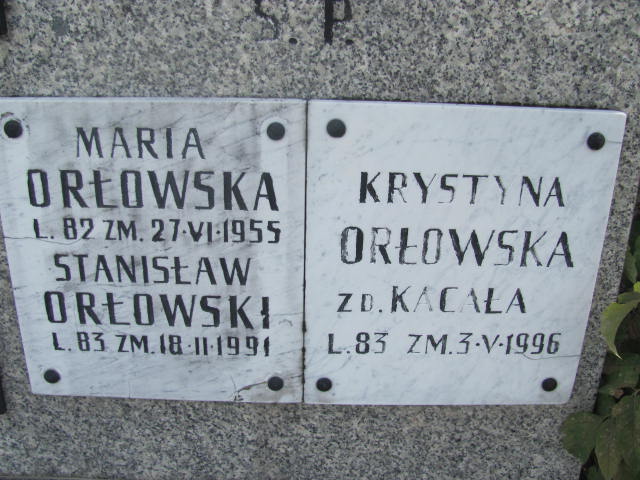 S.P.
MARIA
ORŁOWSKA
L. 82 ZM. 27·VI·1955
STANISŁAW
ORŁOWSKI
L. 83 ZM. 18·II·1991
KRYSTYNA
ORŁOWSKA
ZD. KACAŁA
L. 83 ZM. 3·V·1996